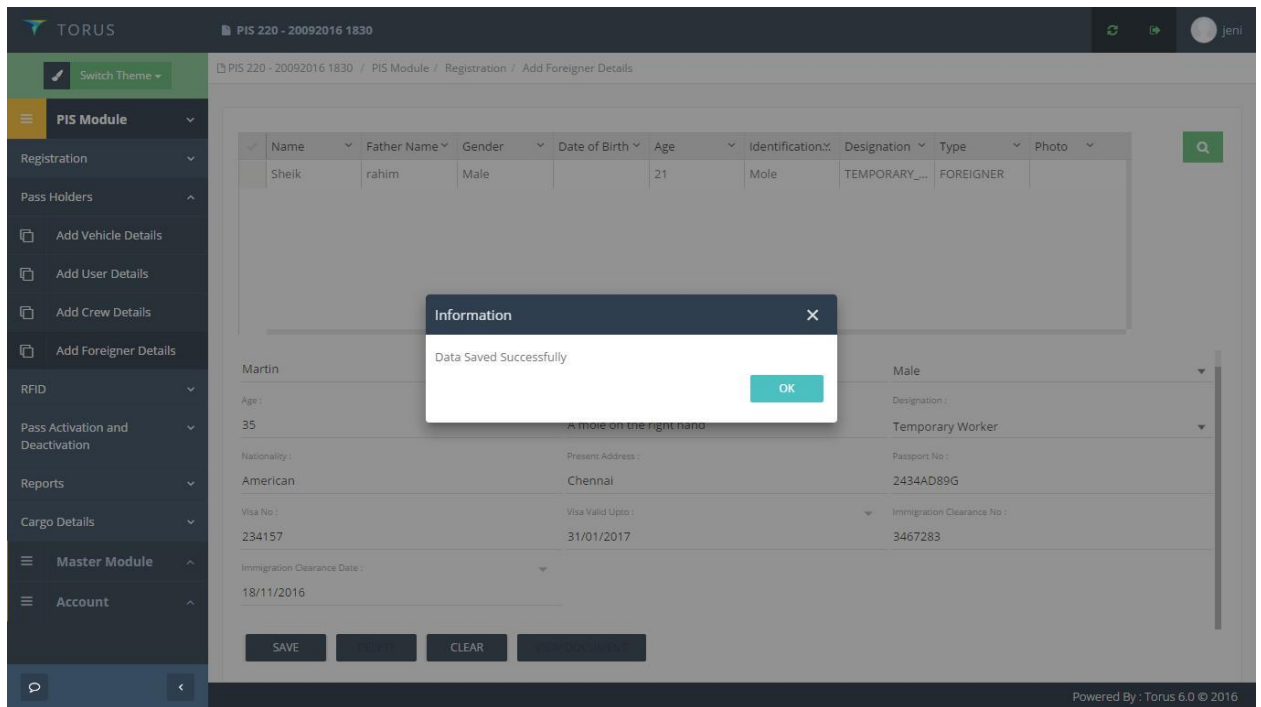 TORUS
PIS 220 - 20092016 1830
jeni
Switch Theme
PIS 220 - 20092016 1830 / PIS Module / Registration / Add Foreigner Details
PIS Module
Registration
Pass Holders
Add Vehicle Details
Add User Details
Add Crew Details
Add Foreigner Details
RFID
Pass Activation and
Deactivation
Reports
Cargo Details
Master Module
Account
Name Father Name Gender Date of Birth Age Identification... Designation Type Photo
Sheik rahim Male 21 Mole TEMPORARY_... FOREIGNER
Information
Data Saved Successfully
OK
Martin Male
Age : Designation :
35 A mole on the right hand Temporary Worker
Nationality : Present Address : Passport No :
American Chennai 2434AD89G
Visa No : Visa Valid Upto : Immigration Clearance No :
234157 31/01/2017 3467283
Immigration Clearance Date :
18/11/2016
SAVE DELETE CLEAR
Powered By : Torus 6.0 © 2016